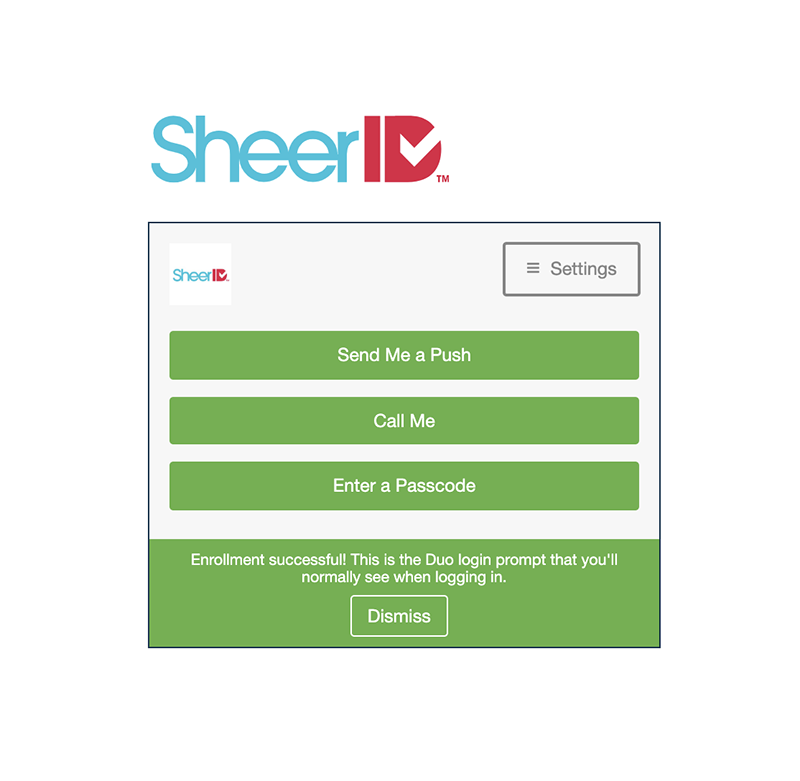 SheerID™
SheerID
Settings
Send Me a Push
Call Me
Enter a Passcode
Enrollment successful! This is the Duo login prompt that you'll
normally see when logging in.
Dismiss